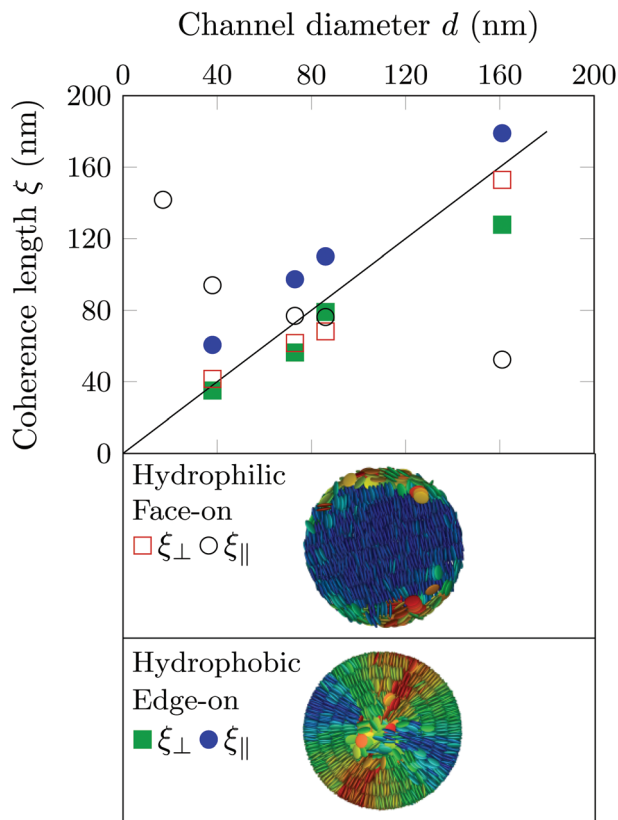 Channel diameter d (nm)
0 40 80 120 160 200
Coherence length ξ (nm)
200
160
120
80
40
0
Hydrophilic
Face-on
ξ⊥ ξ∥
Hydrophobic
Edge-on
ξ⊥ ξ∥